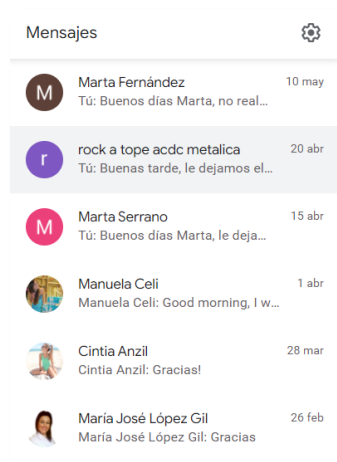 Mensajes
M
Marta Fernández
10 may
Tú: Buenos días Marta, no real...
r
rock a tope acdc metalica
20 abr
Tú: Buenas tarde, le dejamos el...
M
Marta Serrano
15 abr
Tú: Buenos días Marta, le deja...
Manuela Celi
1 abr
Manuela Celi: Good morning, I w...
Cintia Anzil
28 mar
Cintia Anzil: Gracias!
María José López Gil
26 feb
María José López Gil: Gracias